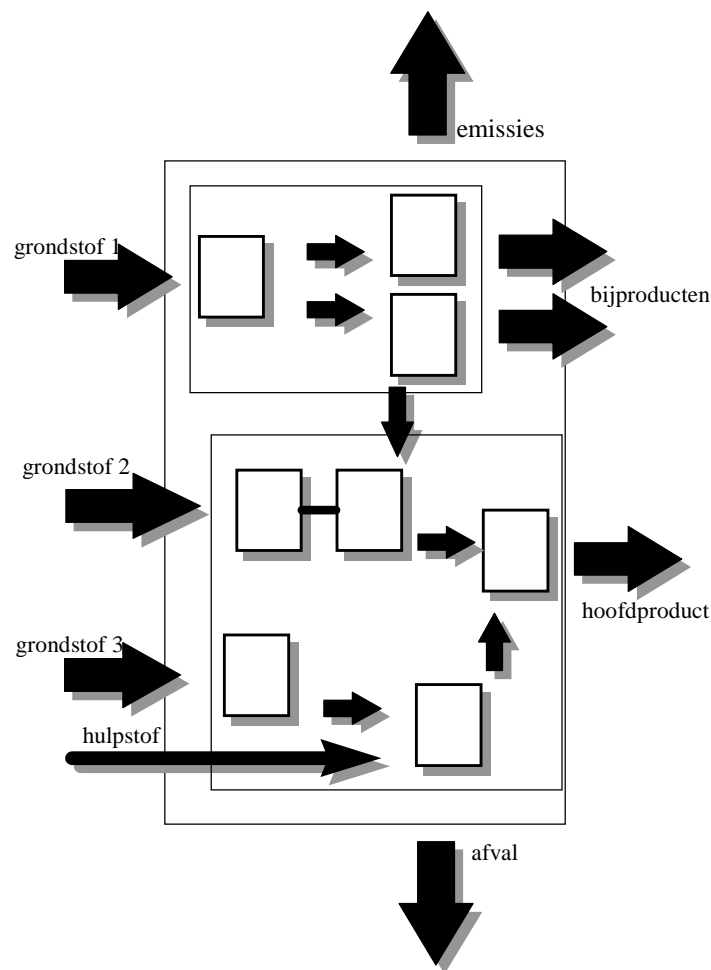 emissies
grondstof 1
bijproducten
grondstof 2
hoofdproduct
grondstof 3
hulpstof
afval